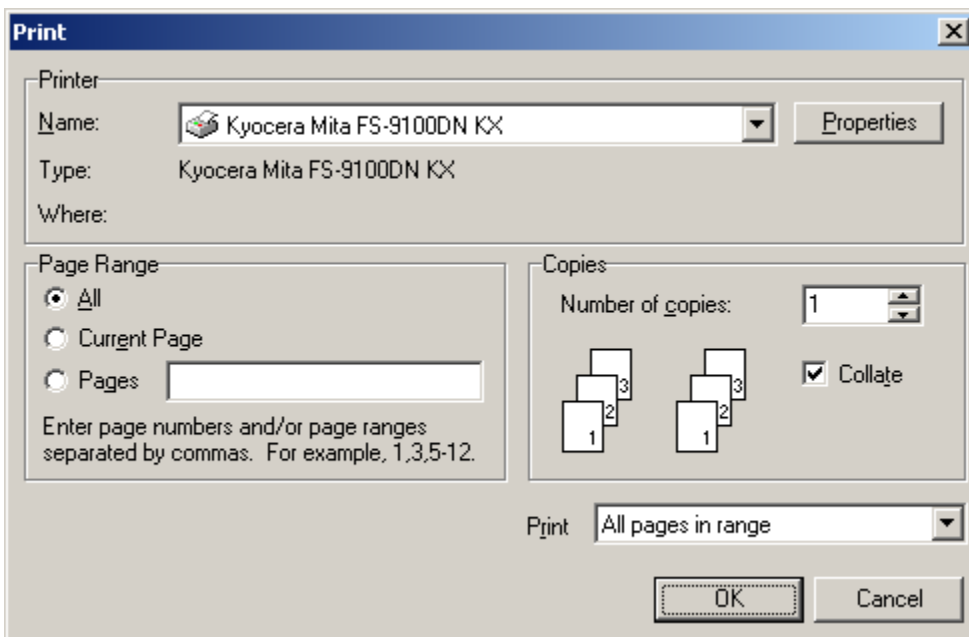 Print
Printer
Name: Kyocera Mita FS-9100DN KX Properties
Type: Kyocera Mita FS-9100DN KX
Where:
Page Range
All
Current Page
Pages
Enter page numbers and/or page ranges
separated by commas.  For example, 1,3,5-12.
Copies
Number of copies: 1
3 3
2 2
1 1
Collate
Print All pages in range
OK Cancel